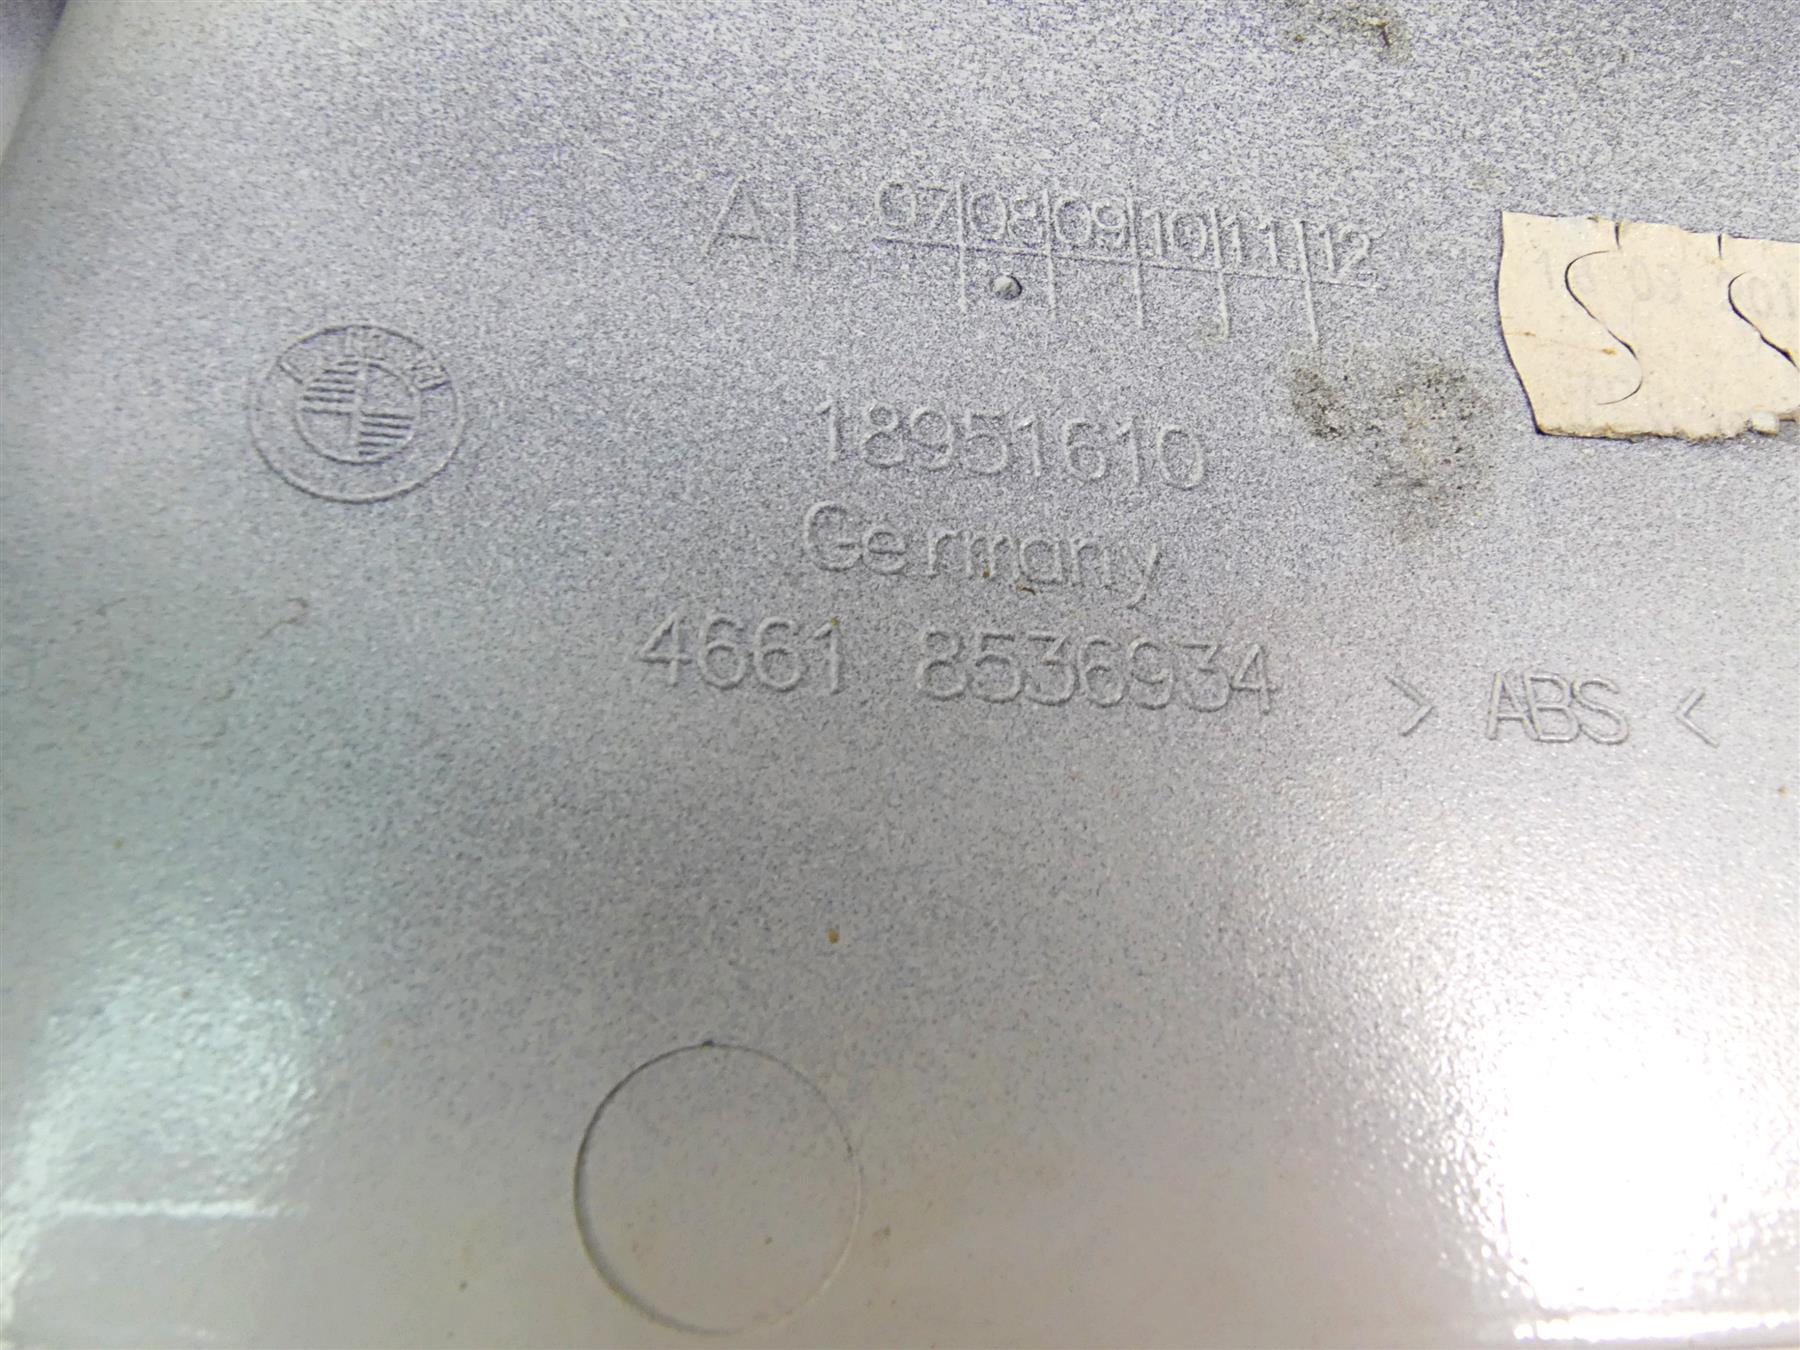 AI 07 08 09 10 11 12
18951610
Germany
4661 8536934
> ABS <